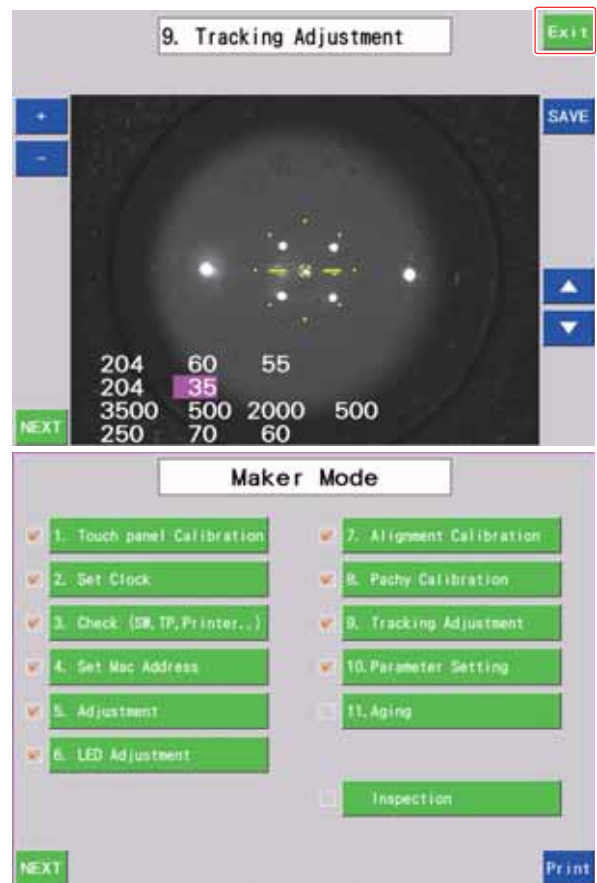 9. Tracking Adjustment
Exit
+
-
SAVE
204 60 55
204 35
3500 500 2000 500
250 70 60
NEXT
Maker Mode
1. Touch panel Calibration
2. Set Clock
3. Check (SW,TP,Printer..)
4. Set Mac Address
5. Adjustment
6. LED Adjustment
7. Alignment Calibration
8. Pachy Calibration
9. Tracking Adjustment
10.Parameter Setting
11.Aging
Inspection
NEXT
Print